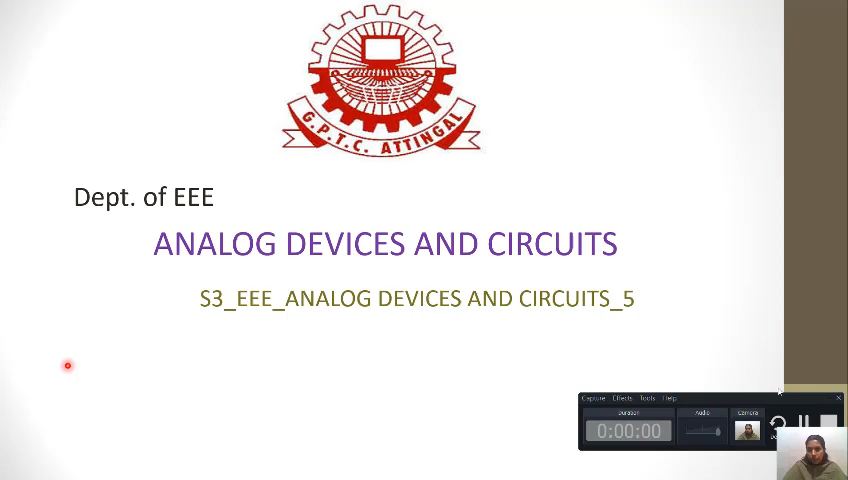 G.P.T.C. ATTINGAL
Dept. of EEE
ANALOG DEVICES AND CIRCUITS
S3_EEE_ANALOG DEVICES AND CIRCUITS_5
Capture Effects Tools Help
Duration Audio Camera
0:00:00